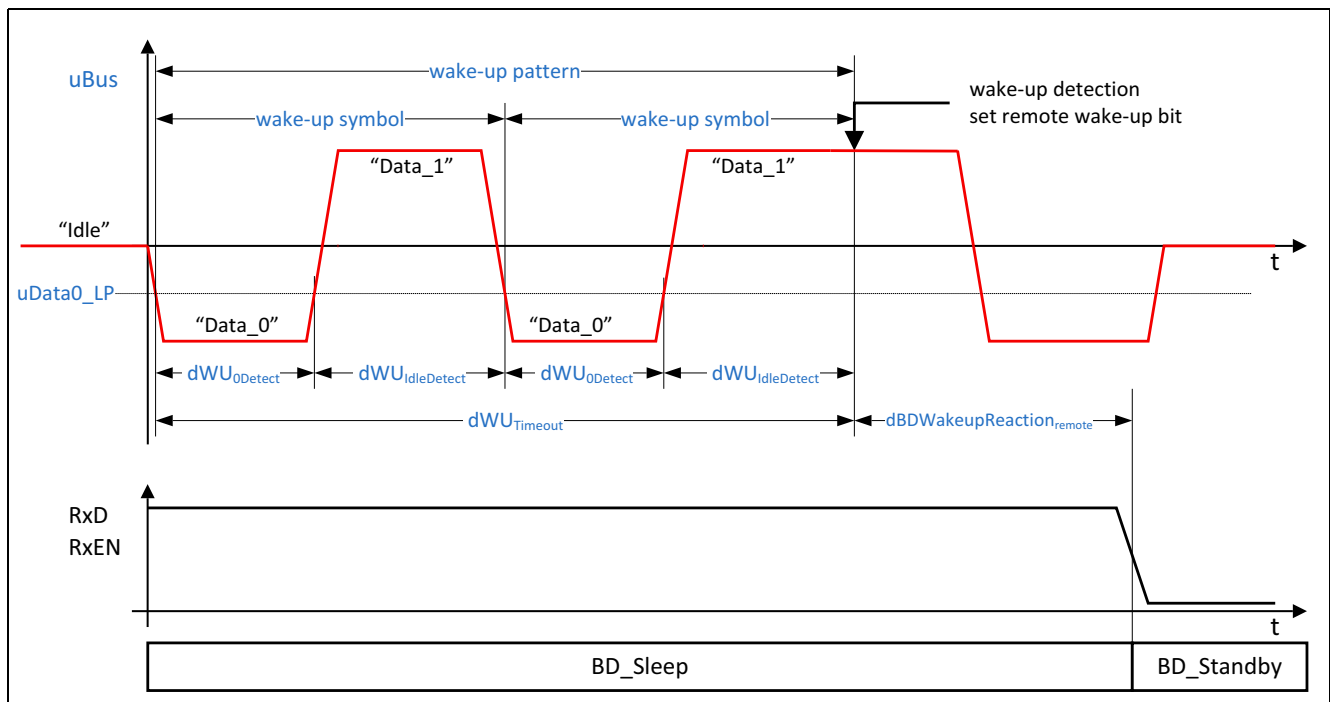 uBus
wake-up pattern
wake-up detection
set remote wake-up bit
wake-up symbol
wake-up symbol
“Data_1”
“Data_1”
“Idle”
t
uData0_LP
“Data_0”
“Data_0”
dWU0Detect
dWUIdleDetect
dWU0Detect
dWUIdleDetect
dWUTimeout
dBDWakeupReactionremote
RxD
RxEN
t
BD_Sleep
BD_Standby